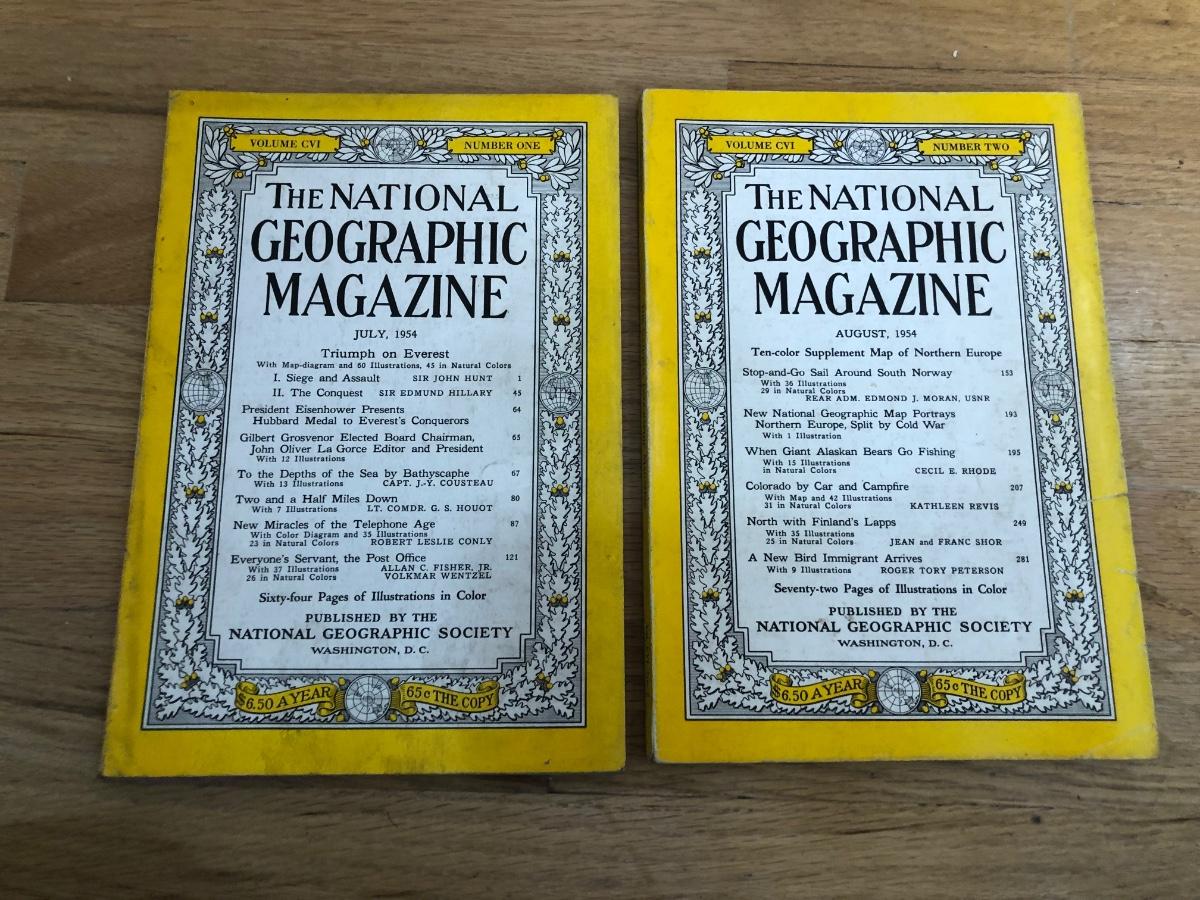 VOLUME CVI NUMBER ONE
THE NATIONAL
GEOGRAPHIC
MAGAZINE
JULY, 1954
Triumph on Everest
With Map-diagram and 60 Illustrations, 45 in Natural Colors
I. Siege and Assault SIR JOHN HUNT 1
II. The Conquest SIR EDMUND HILLARY 45
President Eisenhower Presents 64
Hubbard Medal to Everest's Conquerors
Gilbert Grosvenor Elected Board Chairman, 65
John Oliver La Gorce Editor and President
With 12 Illustrations
To the Depths of the Sea by Bathyscaphe 67
With 13 Illustrations CAPT. J.-Y. COUSTEAU
Two and a Half Miles Down 80
With 7 Illustrations LT. COMDR. G. S. HOUOT
New Miracles of the Telephone Age 87
With Color Diagram and 35 Illustrations
23 in Natural Colors ROBERT LESLIE CONLY
Everyone's Servant, the Post Office 121
With 37 Illustrations ALLAN C. FISHER, JR.
26 in Natural Colors VOLKMAR WENTZEL
Sixty-four Pages of Illustrations in Color
PUBLISHED BY THE
NATIONAL GEOGRAPHIC SOCIETY
WASHINGTON, D. C.
$6.50 A YEAR 65c THE COPY
VOLUME CVI NUMBER TWO
THE NATIONAL
GEOGRAPHIC
MAGAZINE
AUGUST, 1954
Ten-color Supplement Map of Northern Europe
Stop-and-Go Sail Around South Norway 153
With 36 Illustrations
29 in Natural Colors
REAR ADM. EDMOND J. MORAN, USNR
New National Geographic Map Portrays 193
Northern Europe, Split by Cold War
With 1 Illustration
When Giant Alaskan Bears Go Fishing 195
With 15 Illustrations
in Natural Colors CECIL E. RHODE
Colorado by Car and Campfire 207
With Map and 42 Illustrations
31 in Natural Colors KATHLEEN REVIS
North with Finland's Lapps 249
With 35 Illustrations
25 in Natural Colors JEAN and FRANC SHOR
A New Bird Immigrant Arrives 281
With 9 Illustrations ROGER TORY PETERSON
Seventy-two Pages of Illustrations in Color
PUBLISHED BY THE
NATIONAL GEOGRAPHIC SOCIETY
WASHINGTON, D. C.
$6.50 A YEAR 65c THE COPY